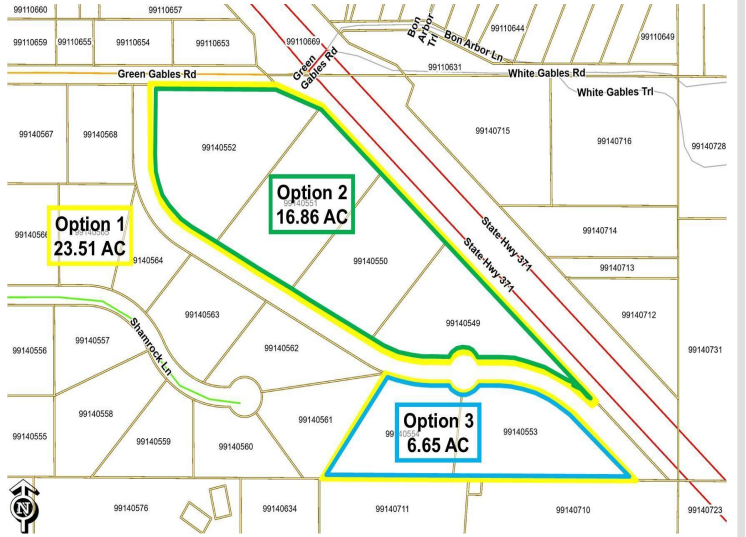 99110660
99110657
99110659
99110655
99110654
99110653
99110669
Green
Gables Rd
Bon
Arbor
Trl
Bon Arbor Ln
99110644
99110649
99110631
Green Gables Rd
White Gables Rd
White Gables Trl
99140567
99140568
99140552
99140715
99140716
99140728
Option 2
99140551
16.86 AC
Option 1
99140566
99140565
23.51 AC
99140564
99140550
State-Hwy-371
State-Hwy-371
99140714
99140713
99140712
99140731
99140563
99140562
99140549
Shamrock Ln
99140556
99140557
99140558
99140555
99140559
99140560
99140561
Option 3
99140554
6.65 AC
99140553
N
99140576
99140634
99140711
99140710
99140723